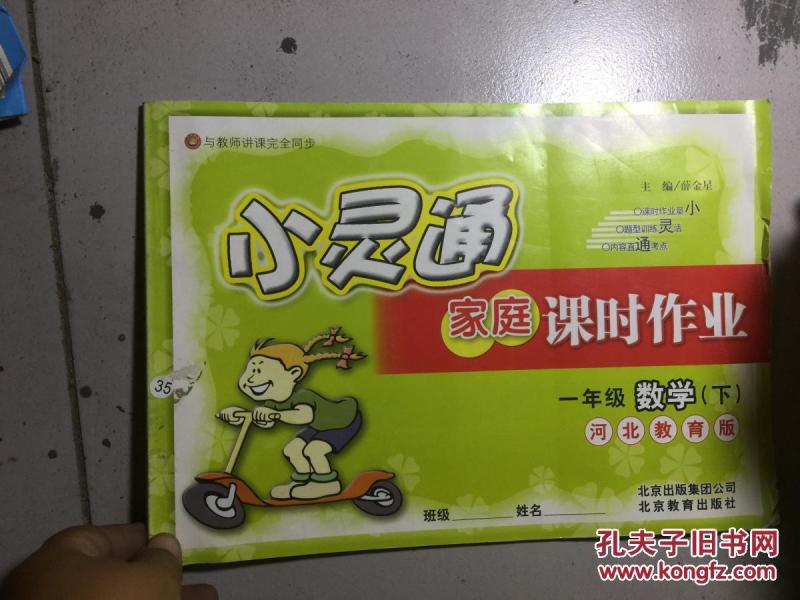 与教师讲课完全同步
主 编/薛金星
小灵通
课时作业量小
题型训练灵活
内容直通考点
家庭 课时作业
一年级 数学(下)
河北教育版
35
北京出版集团公司
北京教育出版社
班级 姓名
孔夫子旧书网
www.kongfz.com